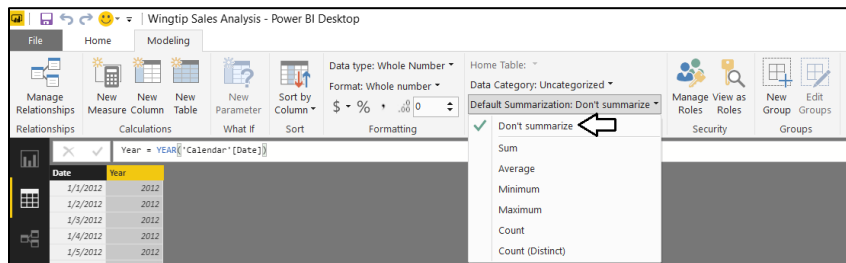 Wingtip Sales Analysis - Power BI Desktop
File Home Modeling
Manage Relationships
New Measure
New Column
New Table
New Parameter
Sort by Column
Data type: Whole Number
Format: Whole number
$ % , .00 0
Home Table:
Data Category: Uncategorized
Default Summarization: Don't summarize
Manage Roles
View as Roles
New Group
Edit Groups
Relationships Calculations What If Sort Formatting Security Groups
Don't summarize
Sum
Average
Minimum
Maximum
Count
Count (Distinct)
Year = YEAR('Calendar'[Date])
Date Year
1/1/2012 2012
1/2/2012 2012
1/3/2012 2012
1/4/2012 2012
1/5/2012 2012